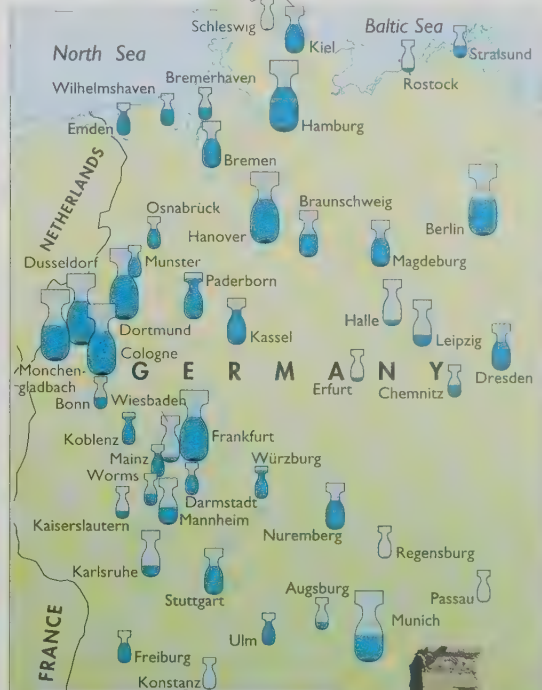 Schleswig
Kiel
Baltic Sea
Stralsund
North Sea
Rostock
Wilhelmshaven
Bremerhaven
Emden
Hamburg
Bremen
NETHERLANDS
Osnabrück
Braunschweig
Hanover
Berlin
Magdeburg
Dusseldorf
Munster
Paderborn
Dortmund
Kassel
Halle
Leipzig
Cologne
Monchen-
gladbach
GERMANY
Erfurt
Chemnitz
Dresden
Bonn
Wiesbaden
Koblenz
Frankfurt
Mainz
Würzburg
Worms
Darmstadt
Mannheim
Kaiserslautern
Nuremberg
Regensburg
Karlsruhe
Stuttgart
Augsburg
Passau
Munich
Ulm
FRANCE
Freiburg
Konstanz